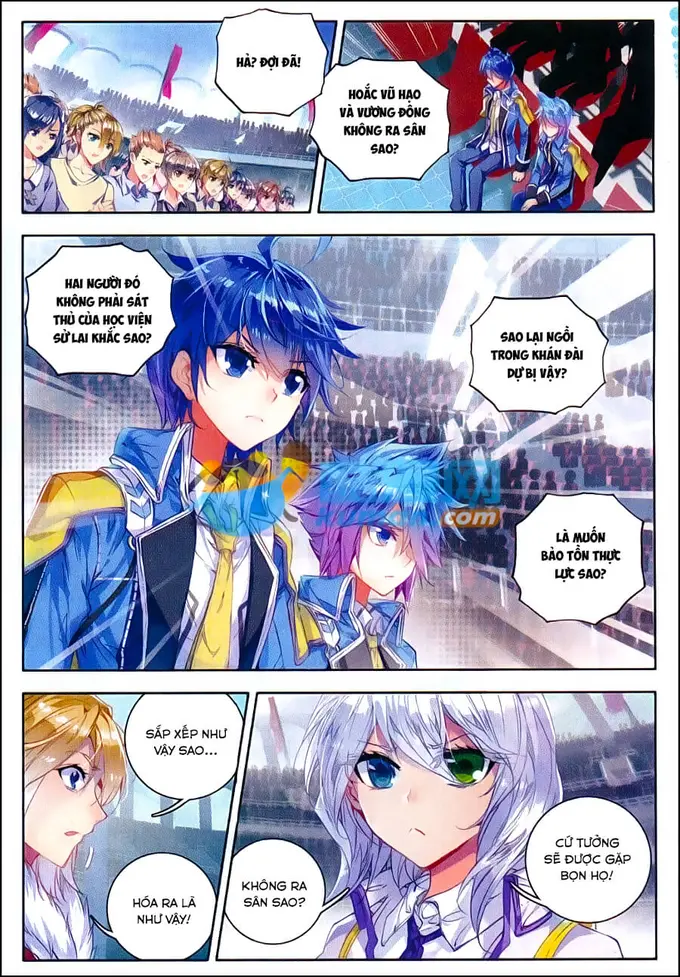 HẢ? ĐỢI ĐÃ!
HOẮC VŨ HẠO
VÀ VƯƠNG ĐÔNG
KHÔNG RA SÂN
SAO?
HAI NGƯỜI ĐÓ
KHÔNG PHẢI SÁT
THỦ CỦA HỌC VIỆN
SỬ LAI KHẮC SAO?
SAO LẠI NGỒI
TRONG KHÁN ĐÀI
DỰ BỊ VẬY?
.com
LÀ MUỐN
BẢO TỒN THỰC
LỰC SAO?
SẮP XẾP NHƯ
VẬY SAO...
HÓA RA LÀ
NHƯ VẬY!
KHÔNG RA
SÂN SAO?
CỨ TƯỞNG
SẼ ĐƯỢC GẶP
BỌN HỌ!